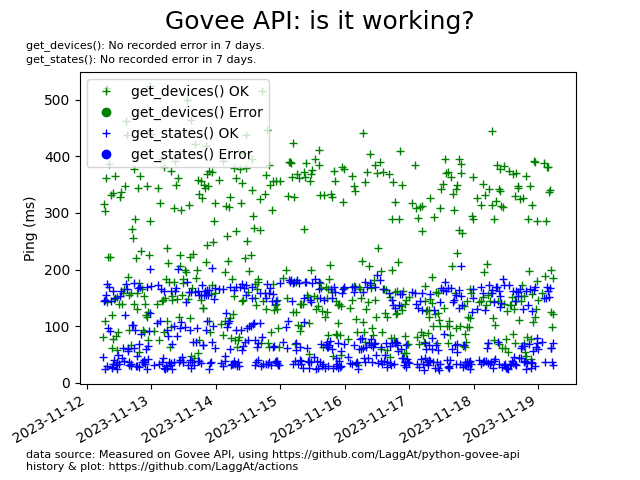 Govee API: is it working?
get_devices(): No recorded error in 7 days.
get_states(): No recorded error in 7 days.
get_devices() OK
get_devices() Error
get_states() OK
get_states() Error
Ping (ms)
500
400
300
200
100
0
2023-11-12
2023-11-13
2023-11-14
2023-11-15
2023-11-16
2023-11-17
2023-11-18
2023-11-19
data source: Measured on Govee API, using https://github.com/LaggAt/python-govee-api
history & plot: https://github.com/LaggAt/actions